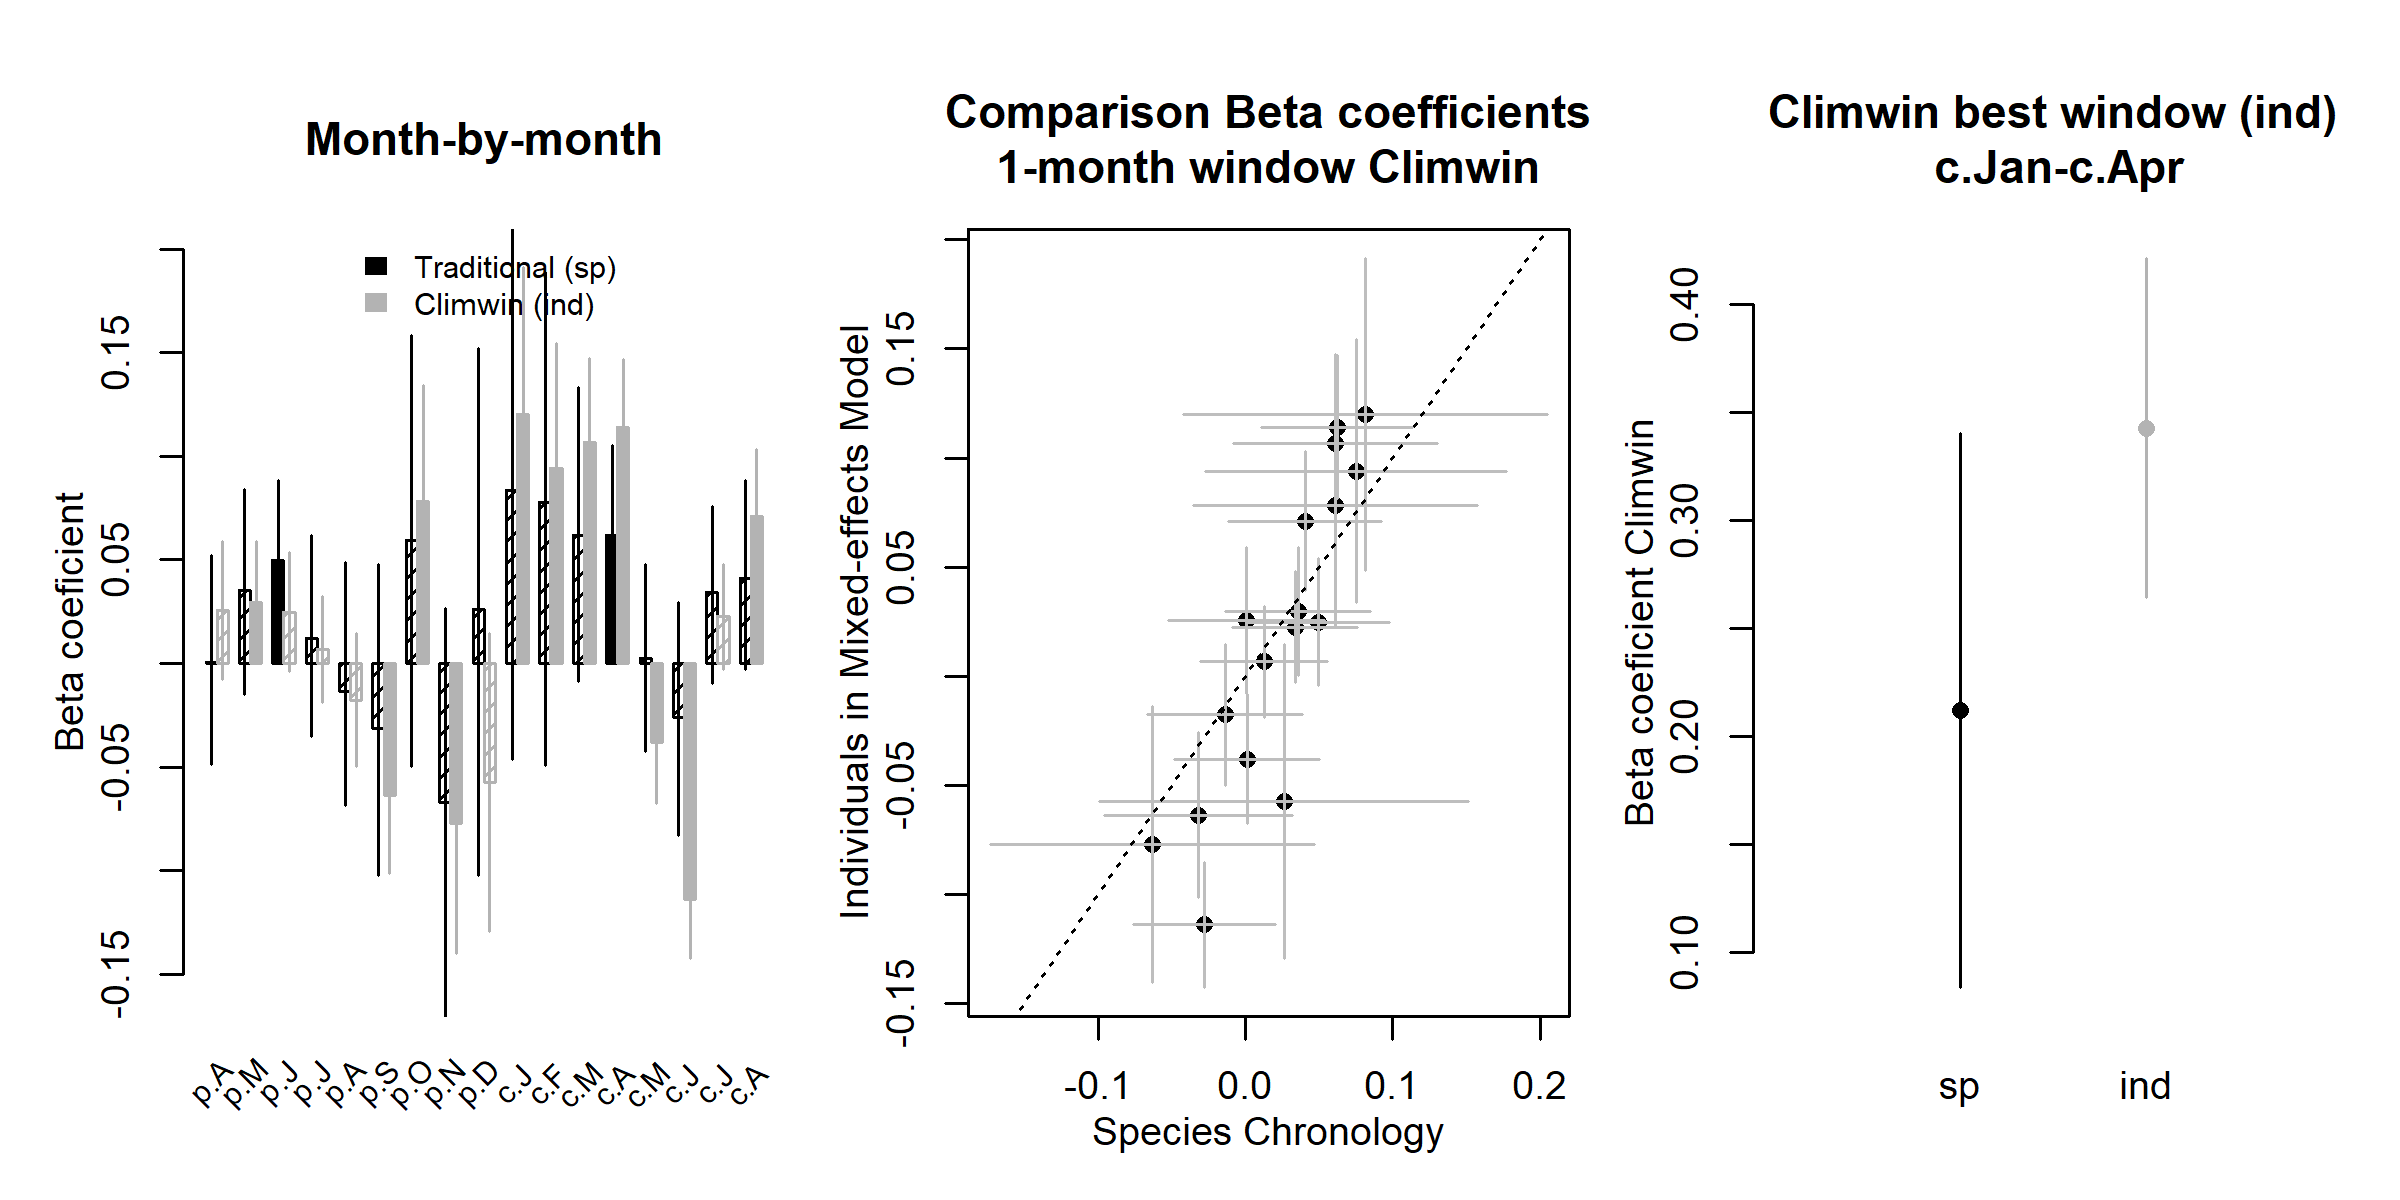 Month-by-month
Traditional (sp)
Climwin (ind)
Beta coeficient
0.15
0.05
-0.05
-0.15
p.A
p.M
p.J
p.J
p.A
p.S
p.O
p.N
p.D
c.J
c.F
c.M
c.A
c.M
c.J
c.J
c.A
Comparison Beta coefficients
1-month window Climwin
Individuals in Mixed-effects Model
0.15
0.05
-0.05
-0.15
-0.1
0.0
0.1
0.2
Species Chronology
Climwin best window (ind)
c.Jan-c.Apr
Beta coeficient Climwin
0.40
0.30
0.20
0.10
sp
ind